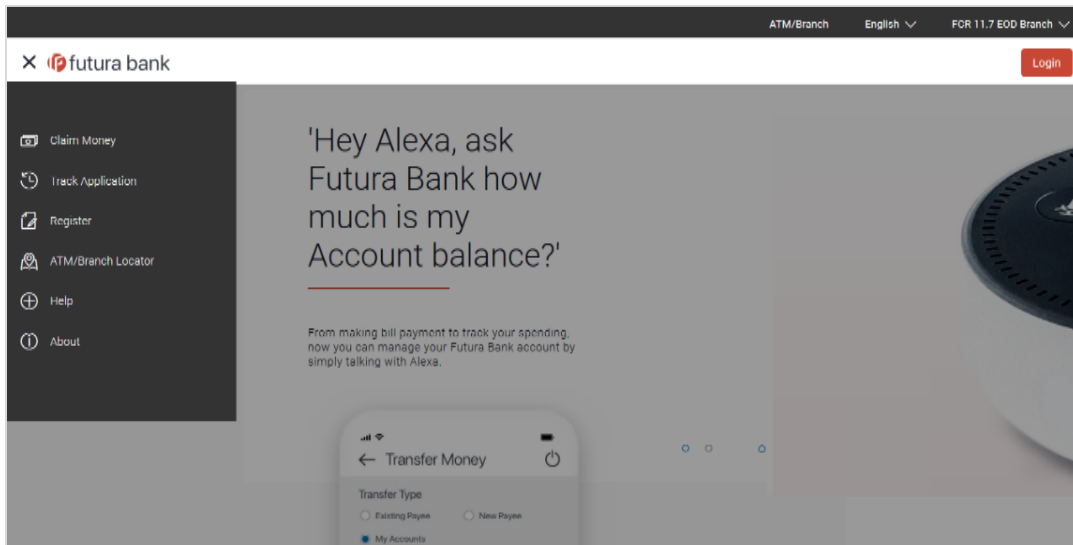 ATM/Branch English FCR 11.7 EOD Branch
futura bank Login
Claim Money
Track Application
Register
ATM/Branch Locator
Help
About
'Hey Alexa, ask
Futura Bank how
much is my
Account balance?'
From making bill payment to track your spending,
now you can manage your Futura Bank account by
simply talking with Alexa.
Transfer Money
Transfer Type
Existing Payee New Payee
My Accounts